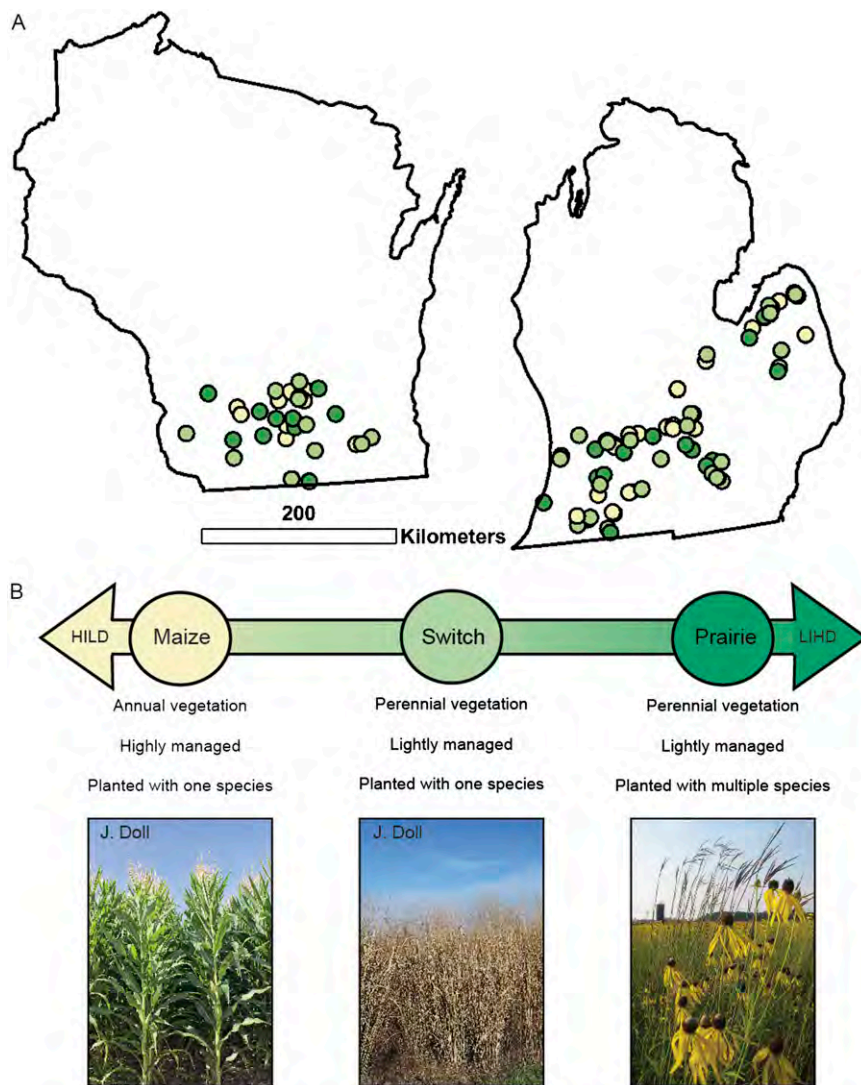 A
200
Kilometers
B
HILD Maize Switch Prairie LIHD
Annual vegetation Perennial vegetation Perennial vegetation
Highly managed Lightly managed Lightly managed
Planted with one species Planted with one species Planted with multiple species
J. Doll J. Doll